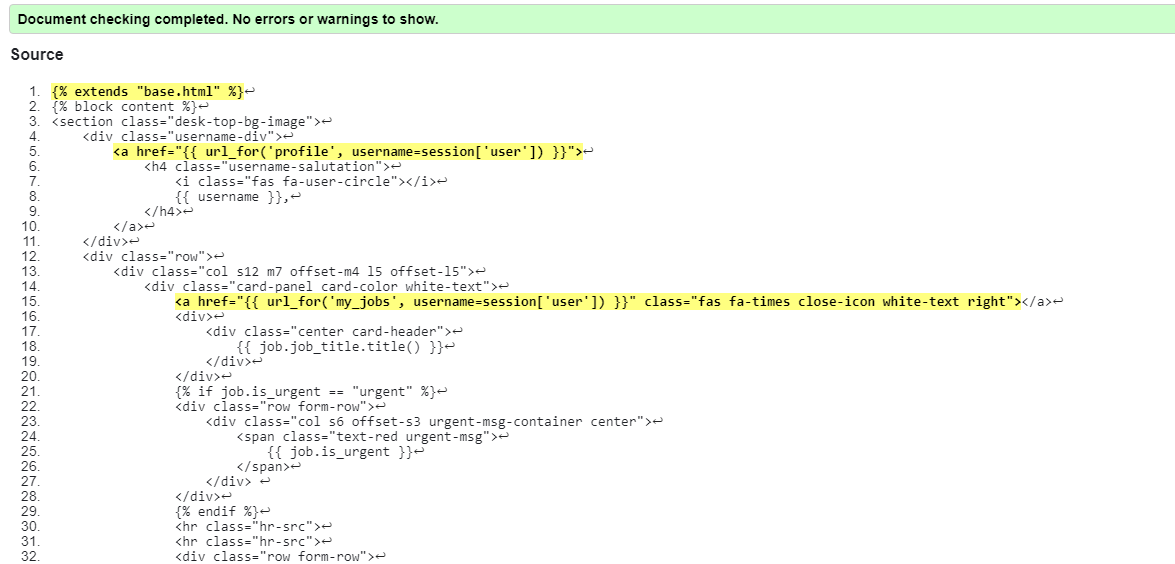 Document checking completed. No errors or warnings to show.
Source
1. {% extends "base.html" %}↩
2. {% block content %}↩
3. <section class="desk-top-bg-image">↩
4.     <div class="username-div">↩
5.         <a href="{{ url_for('profile', username=session['user']) }}">↩
6.             <h4 class="username-salutation">↩
7.                 <i class="fas fa-user-circle"></i>↩
8.                 {{ username }},↩
9.             </h4>↩
10.         </a>↩
11.     </div>↩
12.     <div class="row">↩
13.         <div class="col s12 m7 offset-m4 l5 offset-l5">↩
14.             <div class="card-panel card-color white-text">↩
15.                 <a href="{{ url_for('my_jobs', username=session['user']) }}" class="fas fa-times close-icon white-text right"></a>↩
16.                 <div>↩
17.                     <div class="center card-header">↩
18.                         {{ job.job_title.title() }}↩
19.                     </div>↩
20.                 </div>↩
21.                 {% if job.is_urgent == "urgent" %}↩
22.                 <div class="row form-row">↩
23.                     <div class="col s6 offset-s3 urgent-msg-container center">↩
24.                         <span class="text-red urgent-msg">↩
25.                             {{ job.is_urgent }}↩
26.                         </span>↩
27.                     </div> ↩
28.                 </div>↩
29.                 {% endif %}↩
30.                 <hr class="hr-src">↩
31.                 <hr class="hr-src">↩
32.                 <div class="row form-row">↩